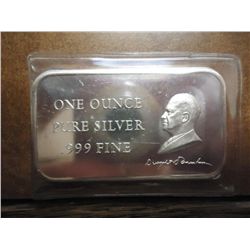 ONE OUNCE
PURE SILVER
.999 FINE